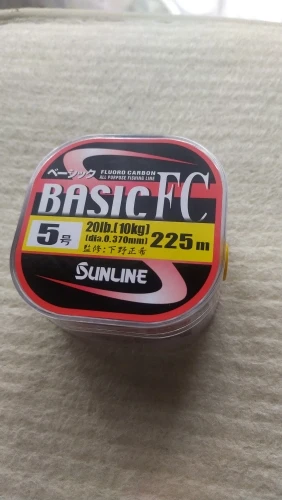 ベーシック FLUORO CARBON
ALL PURPOSE FISHING LINE
BASIC FC
5号 20lb.(10kg)
(dia.0.370mm) 225m
監修:下野正希
SUNLINE